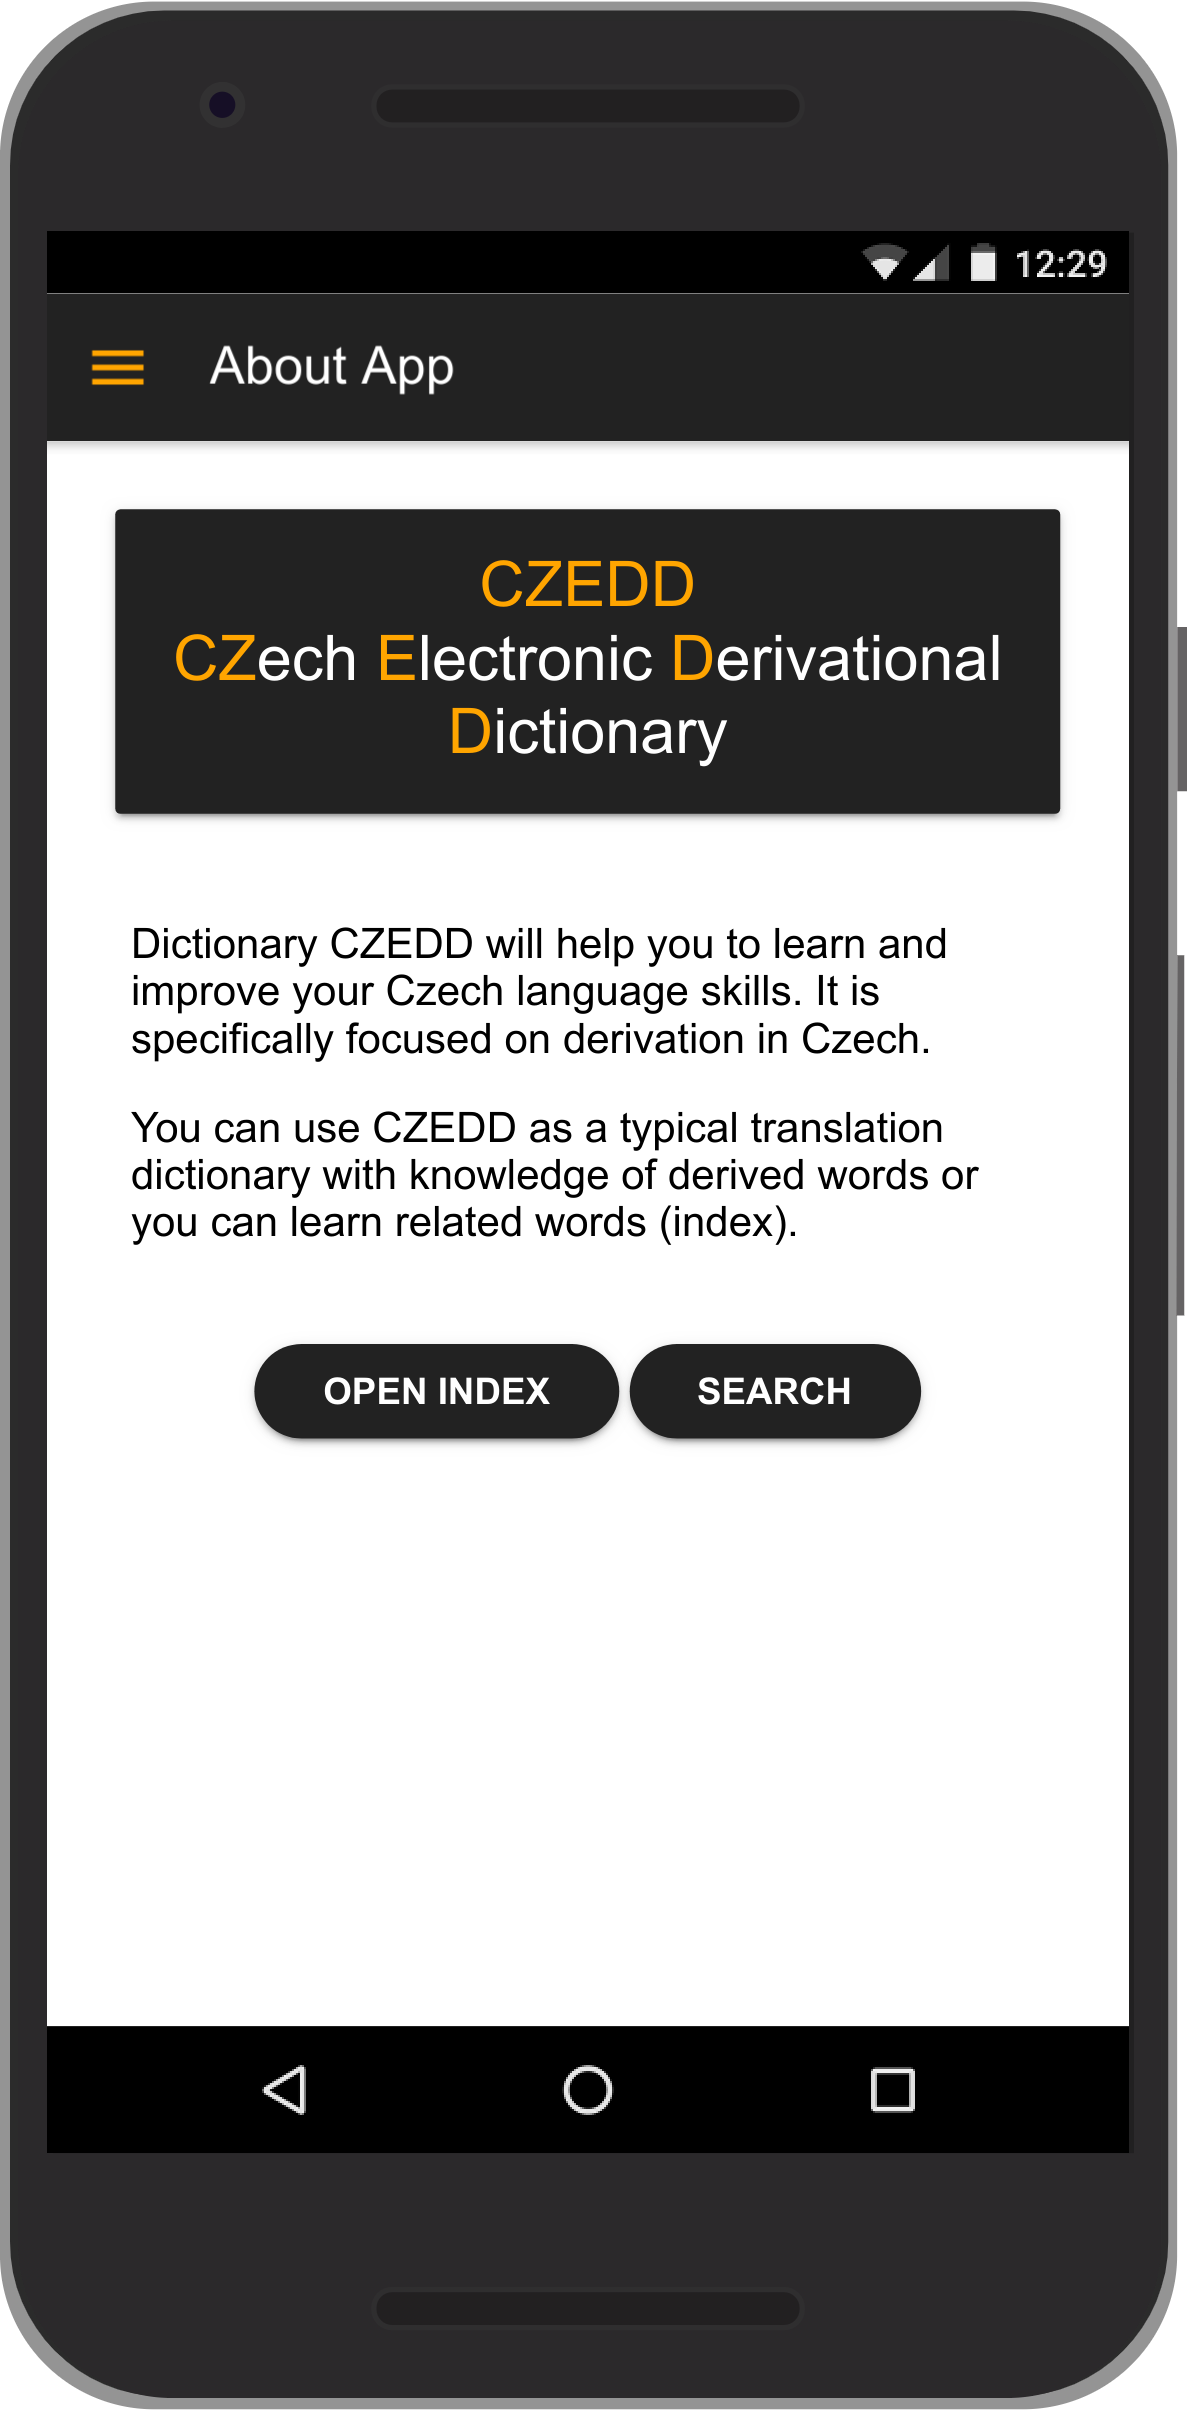 12:29
About App
CZEDD
CZech Electronic Derivational
Dictionary
Dictionary CZEDD will help you to learn and
improve your Czech language skills. It is
specifically focused on derivation in Czech.
You can use CZEDD as a typical translation
dictionary with knowledge of derived words or
you can learn related words (index).
OPEN INDEX SEARCH